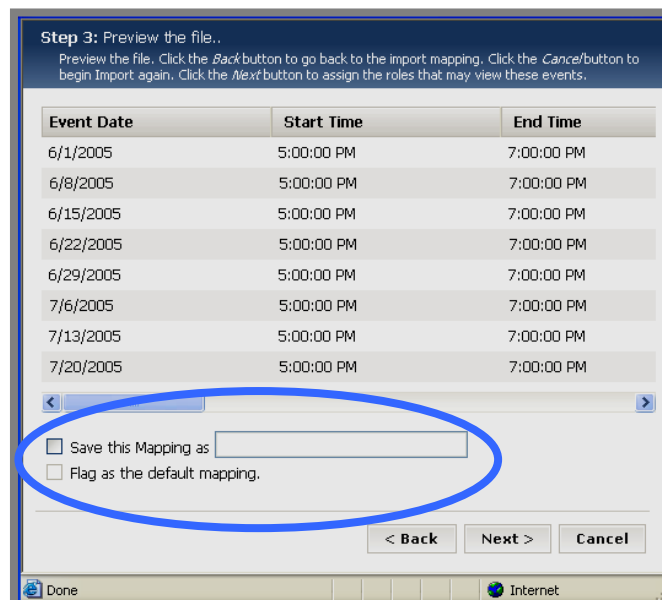 Step 3: Preview the file..
Preview the file. Click the Back button to go back to the import mapping. Click the Cancel button to
begin Import again. Click the Next button to assign the roles that may view these events.
Event Date Start Time End Time
6/1/2005 5:00:00 PM 7:00:00 PM
6/8/2005 5:00:00 PM 7:00:00 PM
6/15/2005 5:00:00 PM 7:00:00 PM
6/22/2005 5:00:00 PM 7:00:00 PM
6/29/2005 5:00:00 PM 7:00:00 PM
7/6/2005 5:00:00 PM 7:00:00 PM
7/13/2005 5:00:00 PM 7:00:00 PM
7/20/2005 5:00:00 PM 7:00:00 PM
Save this Mapping as
Flag as the default mapping.
< Back Next > Cancel
Done Internet